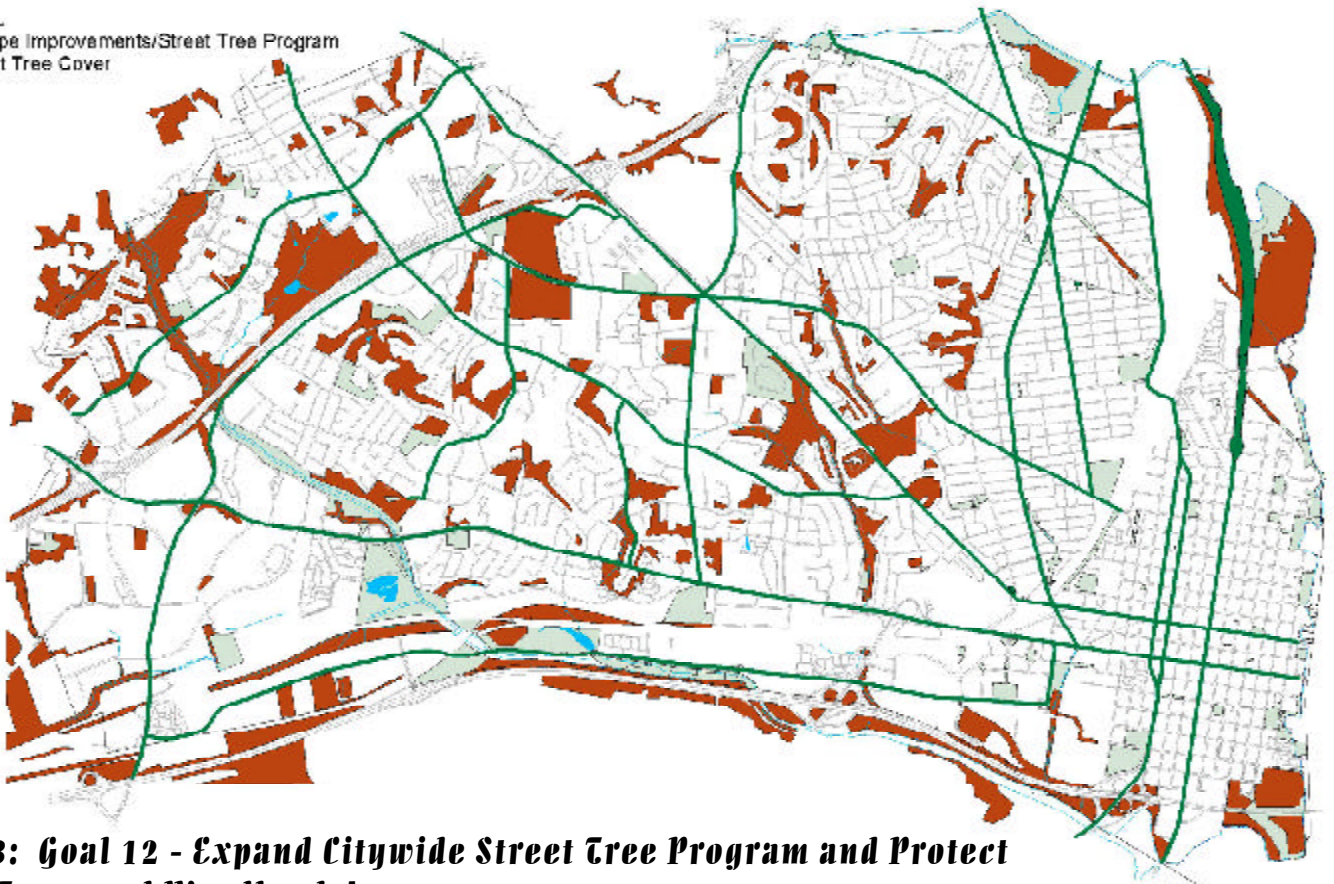 pe Improvements/Street Tree Program
t Tree Cover
3: Goal 12 - Expand Citywide Street Tree Program and Protect